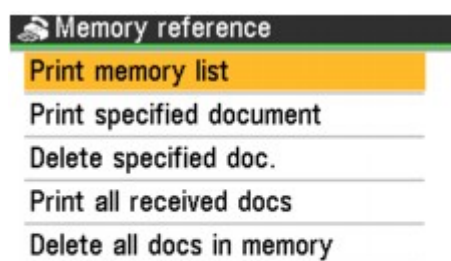 Memory reference
Print memory list
Print specified document
Delete specified doc.
Print all received docs
Delete all docs in memory